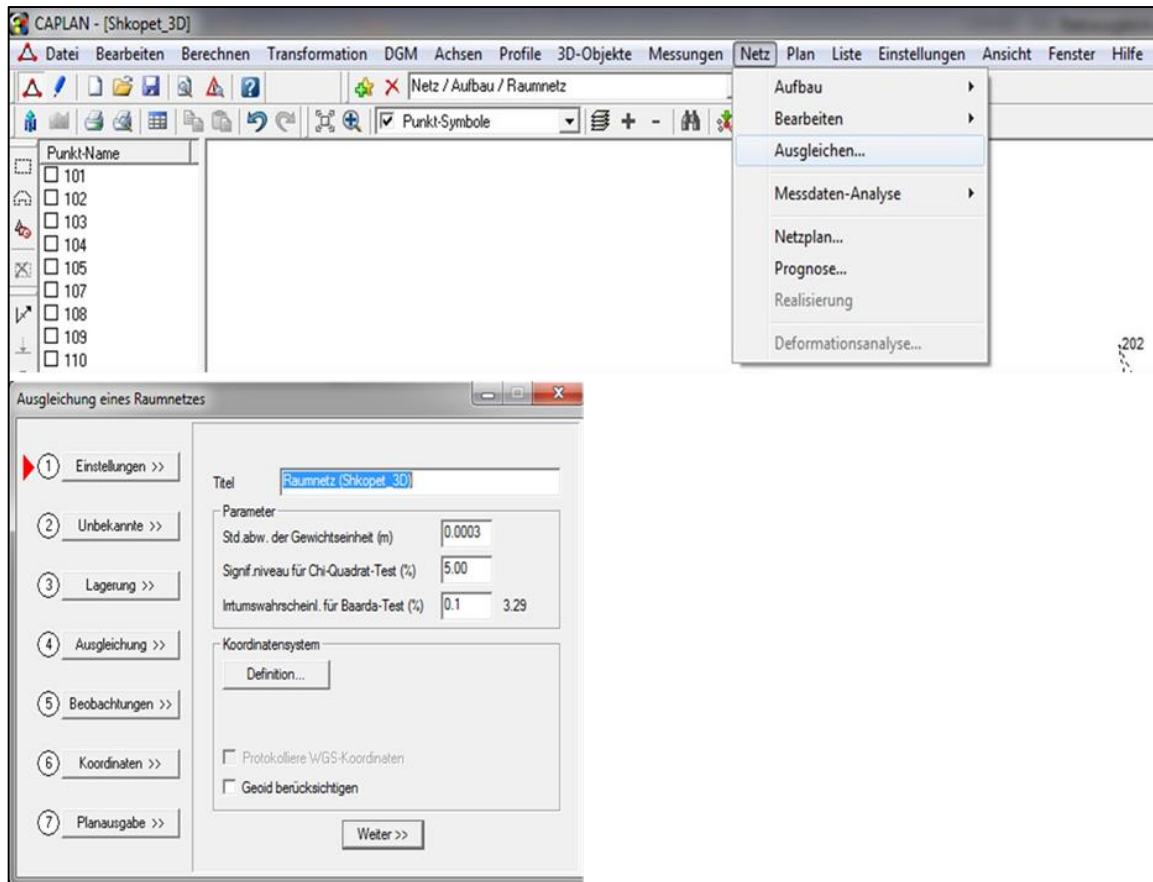 CAPLAN - [Shkopet_3D]
Datei Bearbeiten Berechnen Transformation DGM Achsen Profile 3D-Objekte Messungen Netz Plan Liste Einstellungen Ansicht Fenster Hilfe
Netz / Aufbau / Raumnetz
Punkt-Symbole
Aufbau
Bearbeiten
Ausgleichen...
Messdaten-Analyse
Netzplan...
Prognose...
Realisierung
Deformationsanalyse...
Punkt-Name
101
102
103
104
105
107
108
109
110
202
Ausgleichung eines Raumnetzes
1 Einstellungen >>
2 Unbekannte >>
3 Lagerung >>
4 Ausgleichung >>
5 Beobachtungen >>
6 Koordinaten >>
7 Planausgabe >>
Titel Raumnetz (Shkopet_3D)
Parameter
Std.abw. der Gewichtseinheit (m) 0.0003
Signif.niveau für Chi-Quadrat-Test (%) 5.00
Irrtumswahrscheinl. für Baarda-Test (%) 0.1 3.29
Koordinatensystem
Definition...
Protokolliere WGS-Koordinaten
Geoid berücksichtigen
Weiter >>